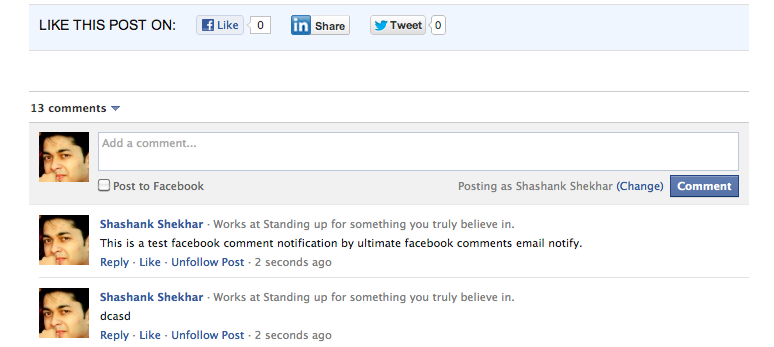 LIKE THIS POST ON: Like 0 in Share Tweet 0
13 comments
Add a comment...
Post to Facebook Posting as Shashank Shekhar (Change) Comment
Shashank Shekhar · Works at Standing up for something you truly believe in.
This is a test facebook comment notification by ultimate facebook comments email notify.
Reply · Like · Unfollow Post · 2 seconds ago
Shashank Shekhar · Works at Standing up for something you truly believe in.
dcasd
Reply · Like · Unfollow Post · 2 seconds ago